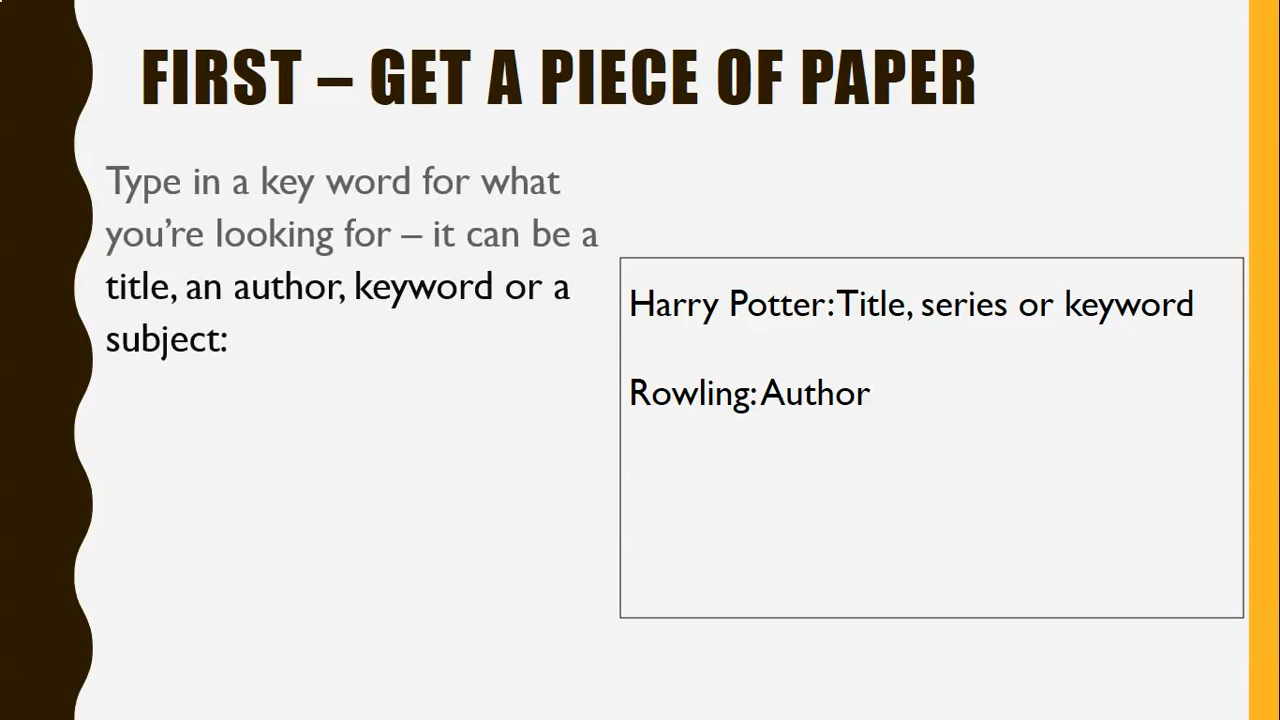 FIRST – GET A PIECE OF PAPER
Type in a key word for what
you're looking for – it can be a
title, an author, keyword or a
subject:
Harry Potter: Title, series or keyword
Rowling: Author